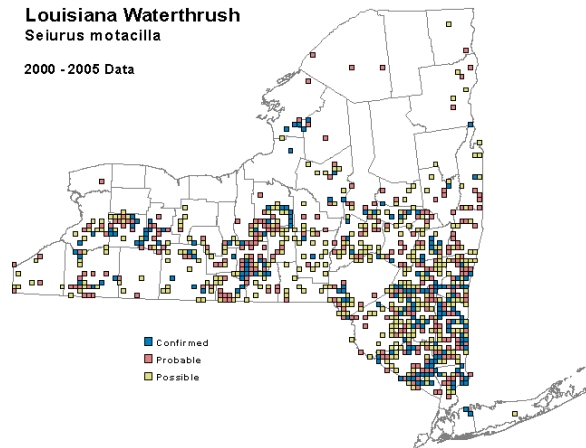 Louisiana Waterthrush
Seiurus motacilla
2000 - 2005 Data
Confirmed
Probable
Possible